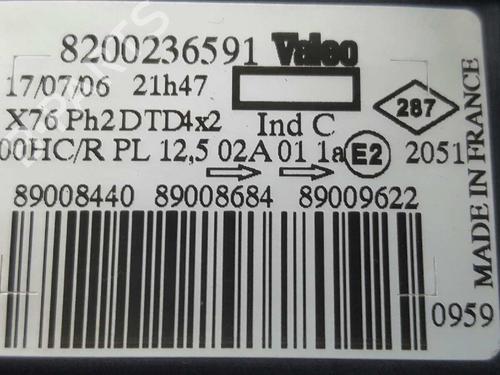 8200236591 Valeo
17/07/06 21h47
287
X76 Ph2 DTD4x2 Ind C
00HC/R PL 12,5 02A 01 1a E2 2051
89008440 89008684 89009622
0959
MADE IN FRANCE